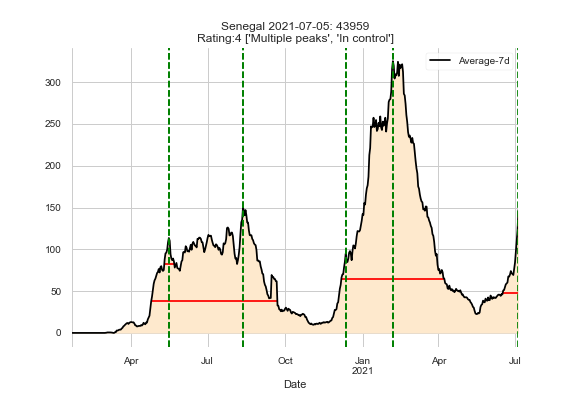 Senegal 2021-07-05: 43959
Rating:4 ['Multiple peaks', 'In control']
Average-7d
300
250
200
150
100
50
0
Apr Jul Oct Jan Apr Jul
2021
Date